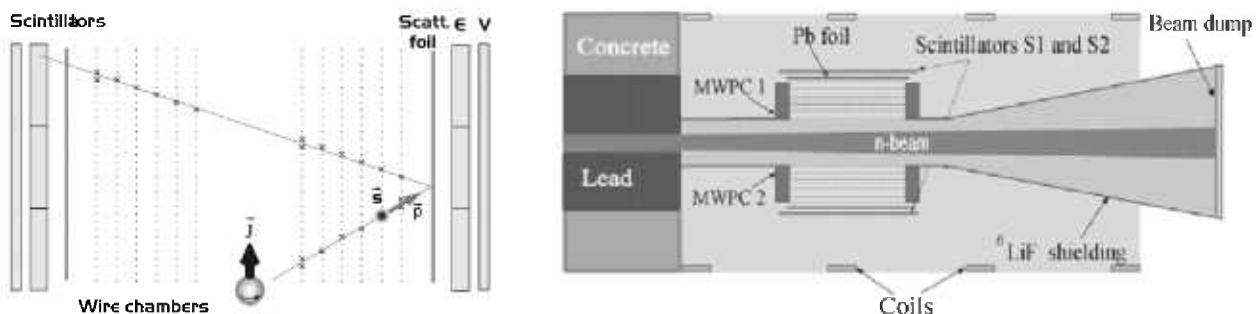 Scintillators
Scatt. ϵ V
foil
s⃗
p⃗
J⃗
Wire chambers
Concrete
Lead
Pb foil
Scintillators S1 and S2
Beam dump
MWPC 1
n-beam
MWPC 2
⁶LiF shielding
Coils